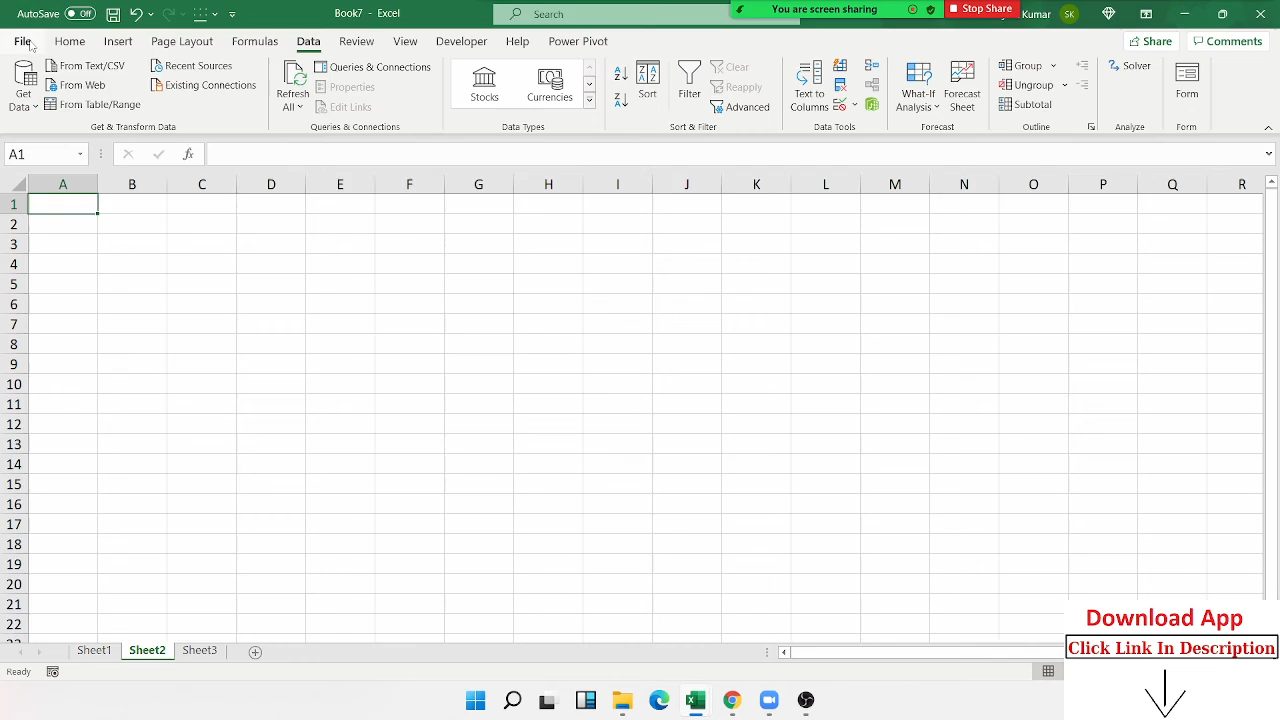 AutoSave Off Book7 - Excel Search You are screen sharing Stop Share Kumar SK
File Home Insert Page Layout Formulas Data Review View Developer Help Power Pivot Share Comments
Get Data
From Text/CSV
From Web
From Table/Range
Recent Sources
Existing Connections
Get & Transform Data
Refresh All
Queries & Connections
Properties
Edit Links
Queries & Connections
Stocks
Currencies
Data Types
Sort
Filter
Clear
Reapply
Advanced
Sort & Filter
Text to Columns
Data Tools
What-If Analysis
Forecast Sheet
Forecast
Group
Ungroup
Subtotal
Outline
Solver
Analyze
Form
Form
A1 fx
A B C D E F G H I J K L M N O P Q R
1
2
3
4
5
6
7
8
9
10
11
12
13
14
15
16
17
18
19
20
21
22
Sheet1 Sheet2 Sheet3
Ready
Download App
Click Link In Description